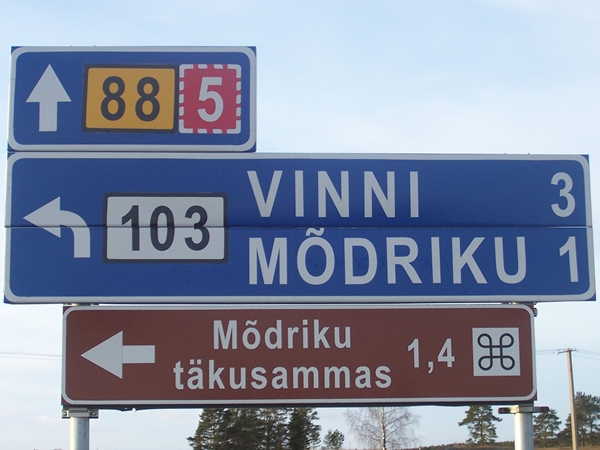 88 5
103 VINNI 3
MÕDRIKU 1
Mõdriku
täkusammas 1,4